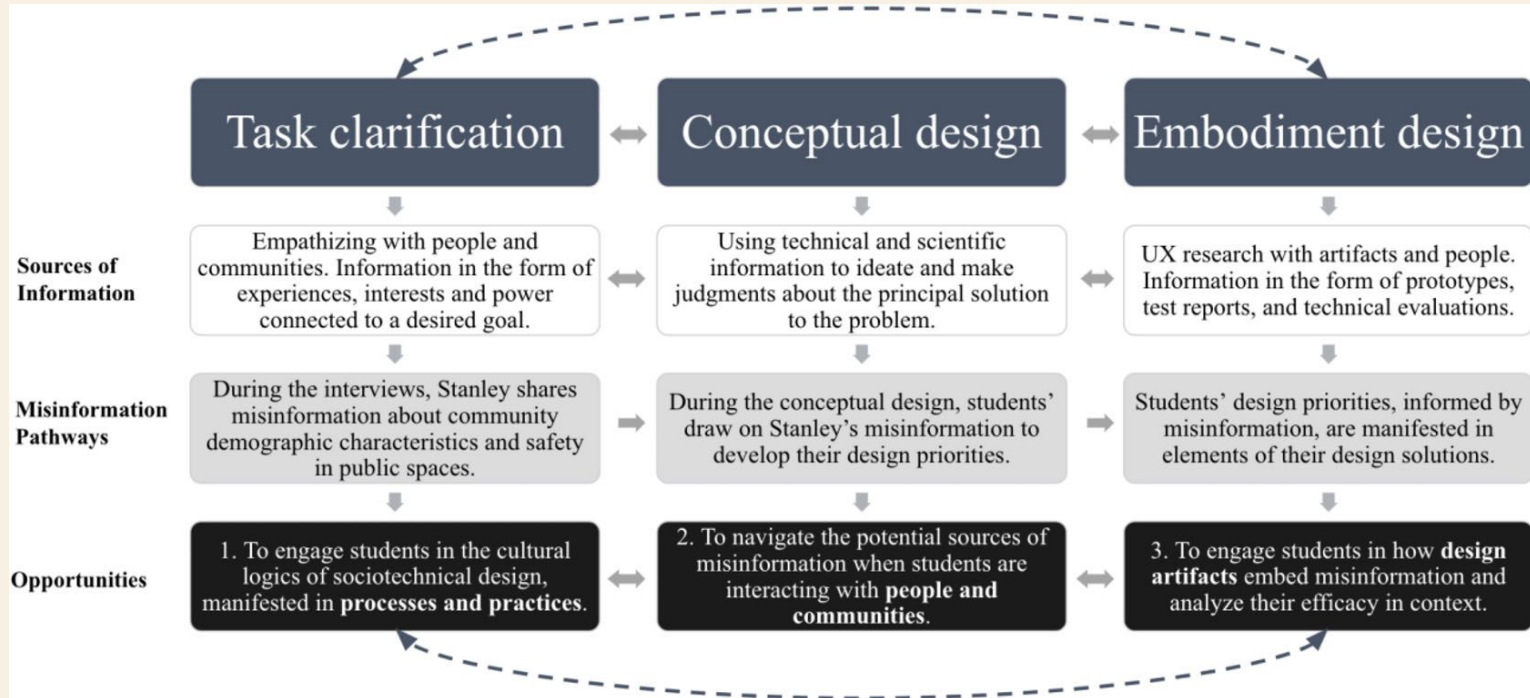 Task clarification
Conceptual design
Embodiment design
Sources of
Information
Empathizing with people and
communities. Information in the form of
experiences, interests and power
connected to a desired goal.
Using technical and scientific
information to ideate and make
judgments about the principal solution
to the problem.
UX research with artifacts and people.
Information in the form of prototypes,
test reports, and technical evaluations.
Misinformation
Pathways
During the interviews, Stanley shares
misinformation about community
demographic characteristics and safety
in public spaces.
During the conceptual design, students’
draw on Stanley’s misinformation to
develop their design priorities.
Students’ design priorities, informed by
misinformation, are manifested in
elements of their design solutions.
Opportunities
1. To engage students in the cultural
logics of sociotechnical design,
manifested in processes and practices.
2. To navigate the potential sources of
misinformation when students are
interacting with people and
communities.
3. To engage students in how design
artifacts embed misinformation and
analyze their efficacy in context.